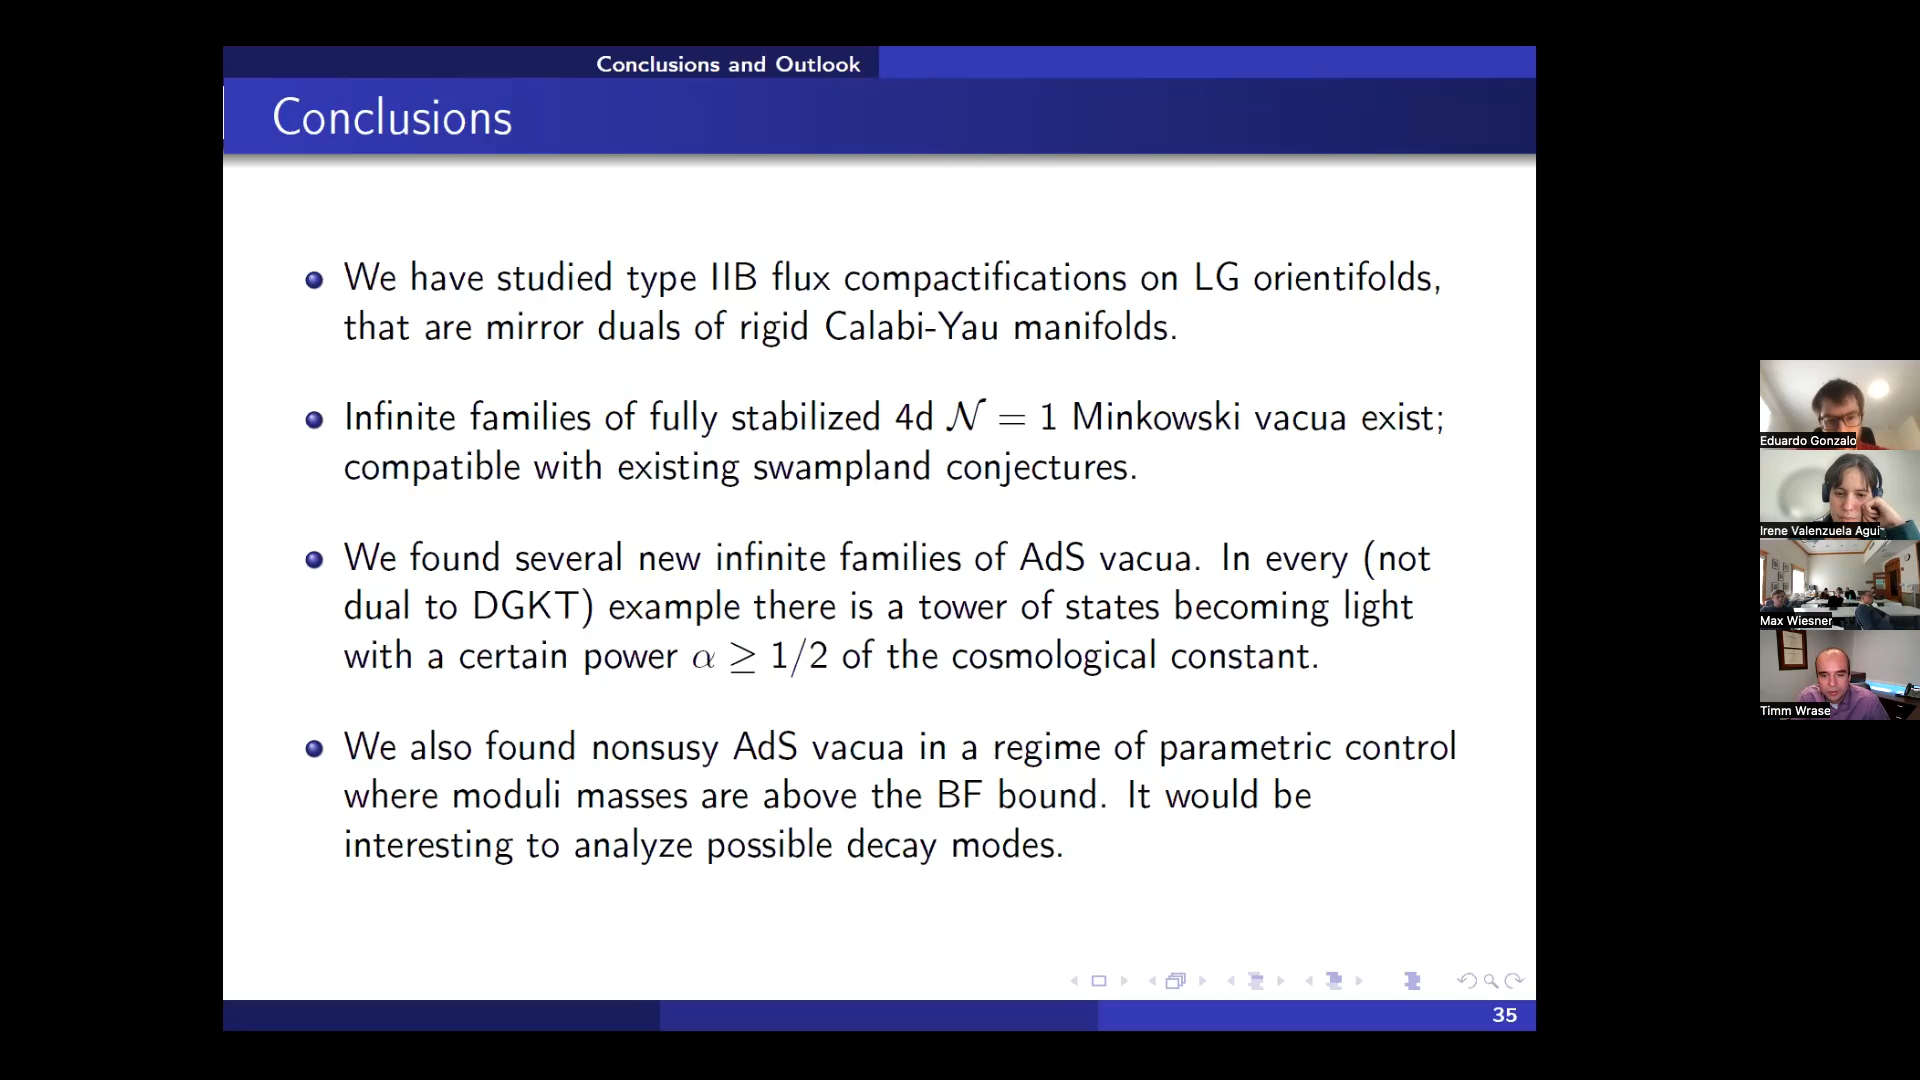 Conclusions and Outlook
Conclusions
We have studied type IIB flux compactifications on LG orientifolds,
that are mirror duals of rigid Calabi-Yau manifolds.
Infinite families of fully stabilized 4d 𝒩 = 1 Minkowski vacua exist;
compatible with existing swampland conjectures.
We found several new infinite families of AdS vacua. In every (not
dual to DGKT) example there is a tower of states becoming light
with a certain power α ≥ 1/2 of the cosmological constant.
We also found nonsusy AdS vacua in a regime of parametric control
where moduli masses are above the BF bound. It would be
interesting to analyze possible decay modes.
35
Eduardo Gonzalo
Irene Valenzuela Agui
Max Wiesner
Timm Wrase